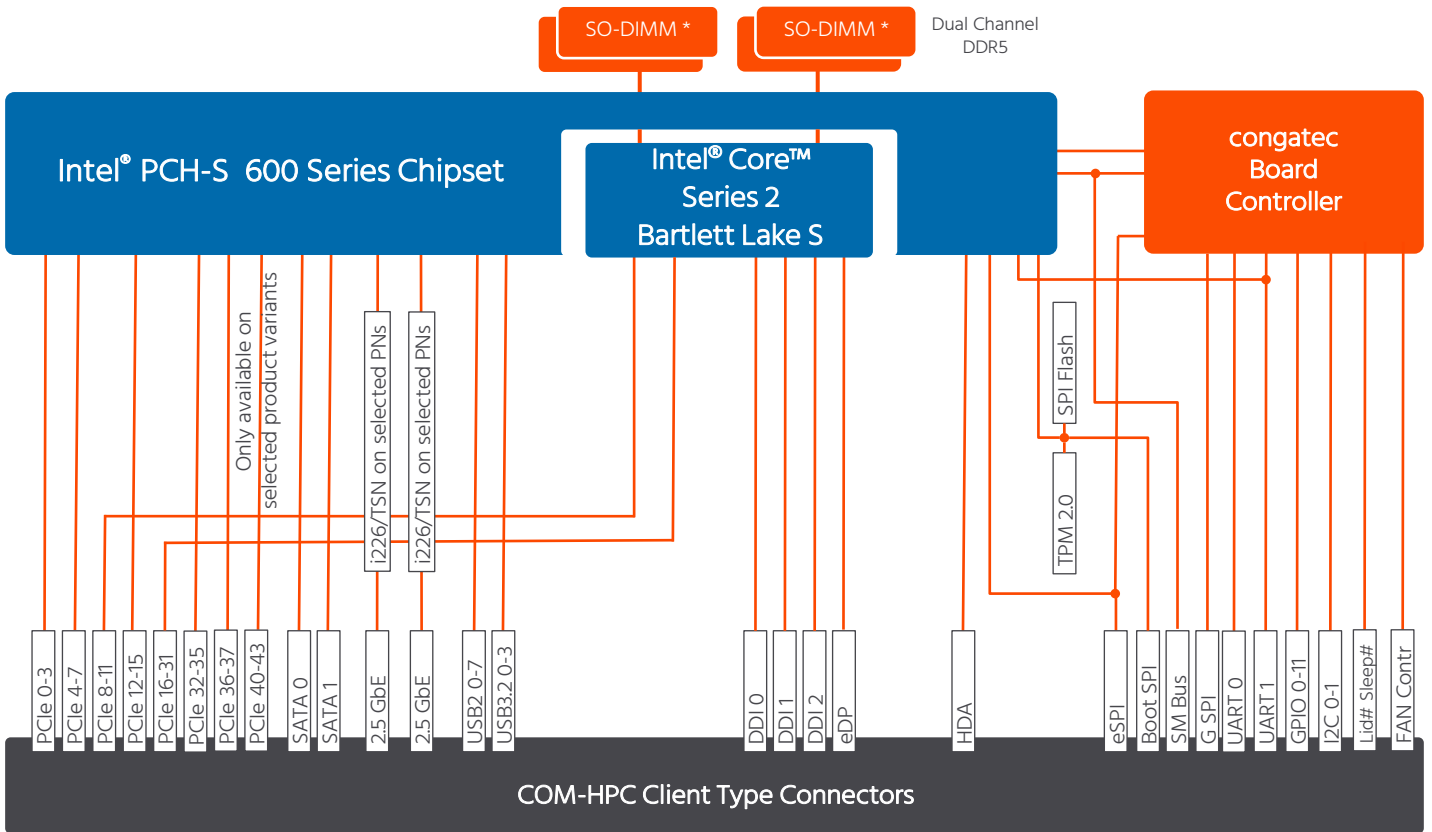 SO-DIMM *
SO-DIMM *
Dual Channel
DDR5
Intel® PCH-S 600 Series Chipset
Intel® Core™
Series 2
Bartlett Lake S
congatec
Board
Controller
Only available on
selected product variants
i226/TSN on selected PNs
i226/TSN on selected PNs
SPI Flash
TPM 2.0
PCIe 0-3
PCIe 4-7
PCIe 8-11
PCIe 12-15
PCIe 16-31
PCIe 32-35
PCIe 36-37
PCIe 40-43
SATA 0
SATA 1
2.5 GbE
2.5 GbE
USB2 0-7
USB3.2 0-3
DDI 0
DDI 1
DDI 2
eDP
HDA
eSPI
Boot SPI
SM Bus
G SPI
UART 0
UART 1
GPIO 0-11
I2C 0-1
Lid# Sleep#
FAN Contr
COM-HPC Client Type Connectors